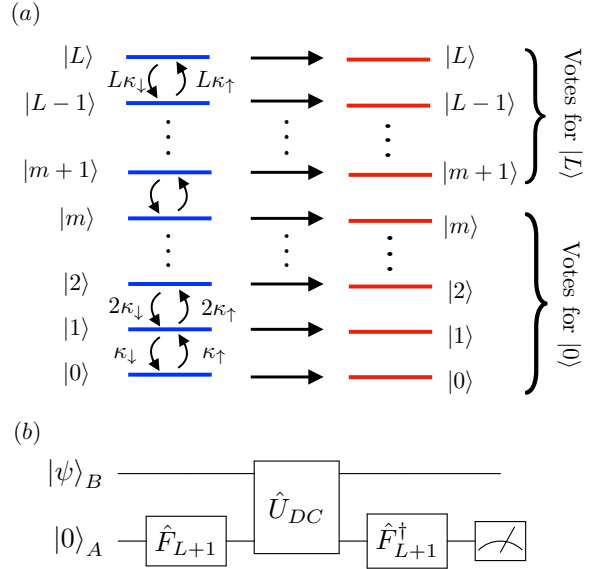 (a)
|L⟩ |L⟩
Lκ↓ Lκ↑
|L − 1⟩ |L − 1⟩
Votes for |L⟩
|m + 1⟩ |m + 1⟩
|m⟩ |m⟩
|2⟩ |2⟩
2κ↓ 2κ↑
Votes for |0⟩
|1⟩ |1⟩
κ↓ κ↑
|0⟩ |0⟩
(b)
|ψ⟩_B
Û_DC
|0⟩_A F̂_{L+1} F̂†_{L+1}